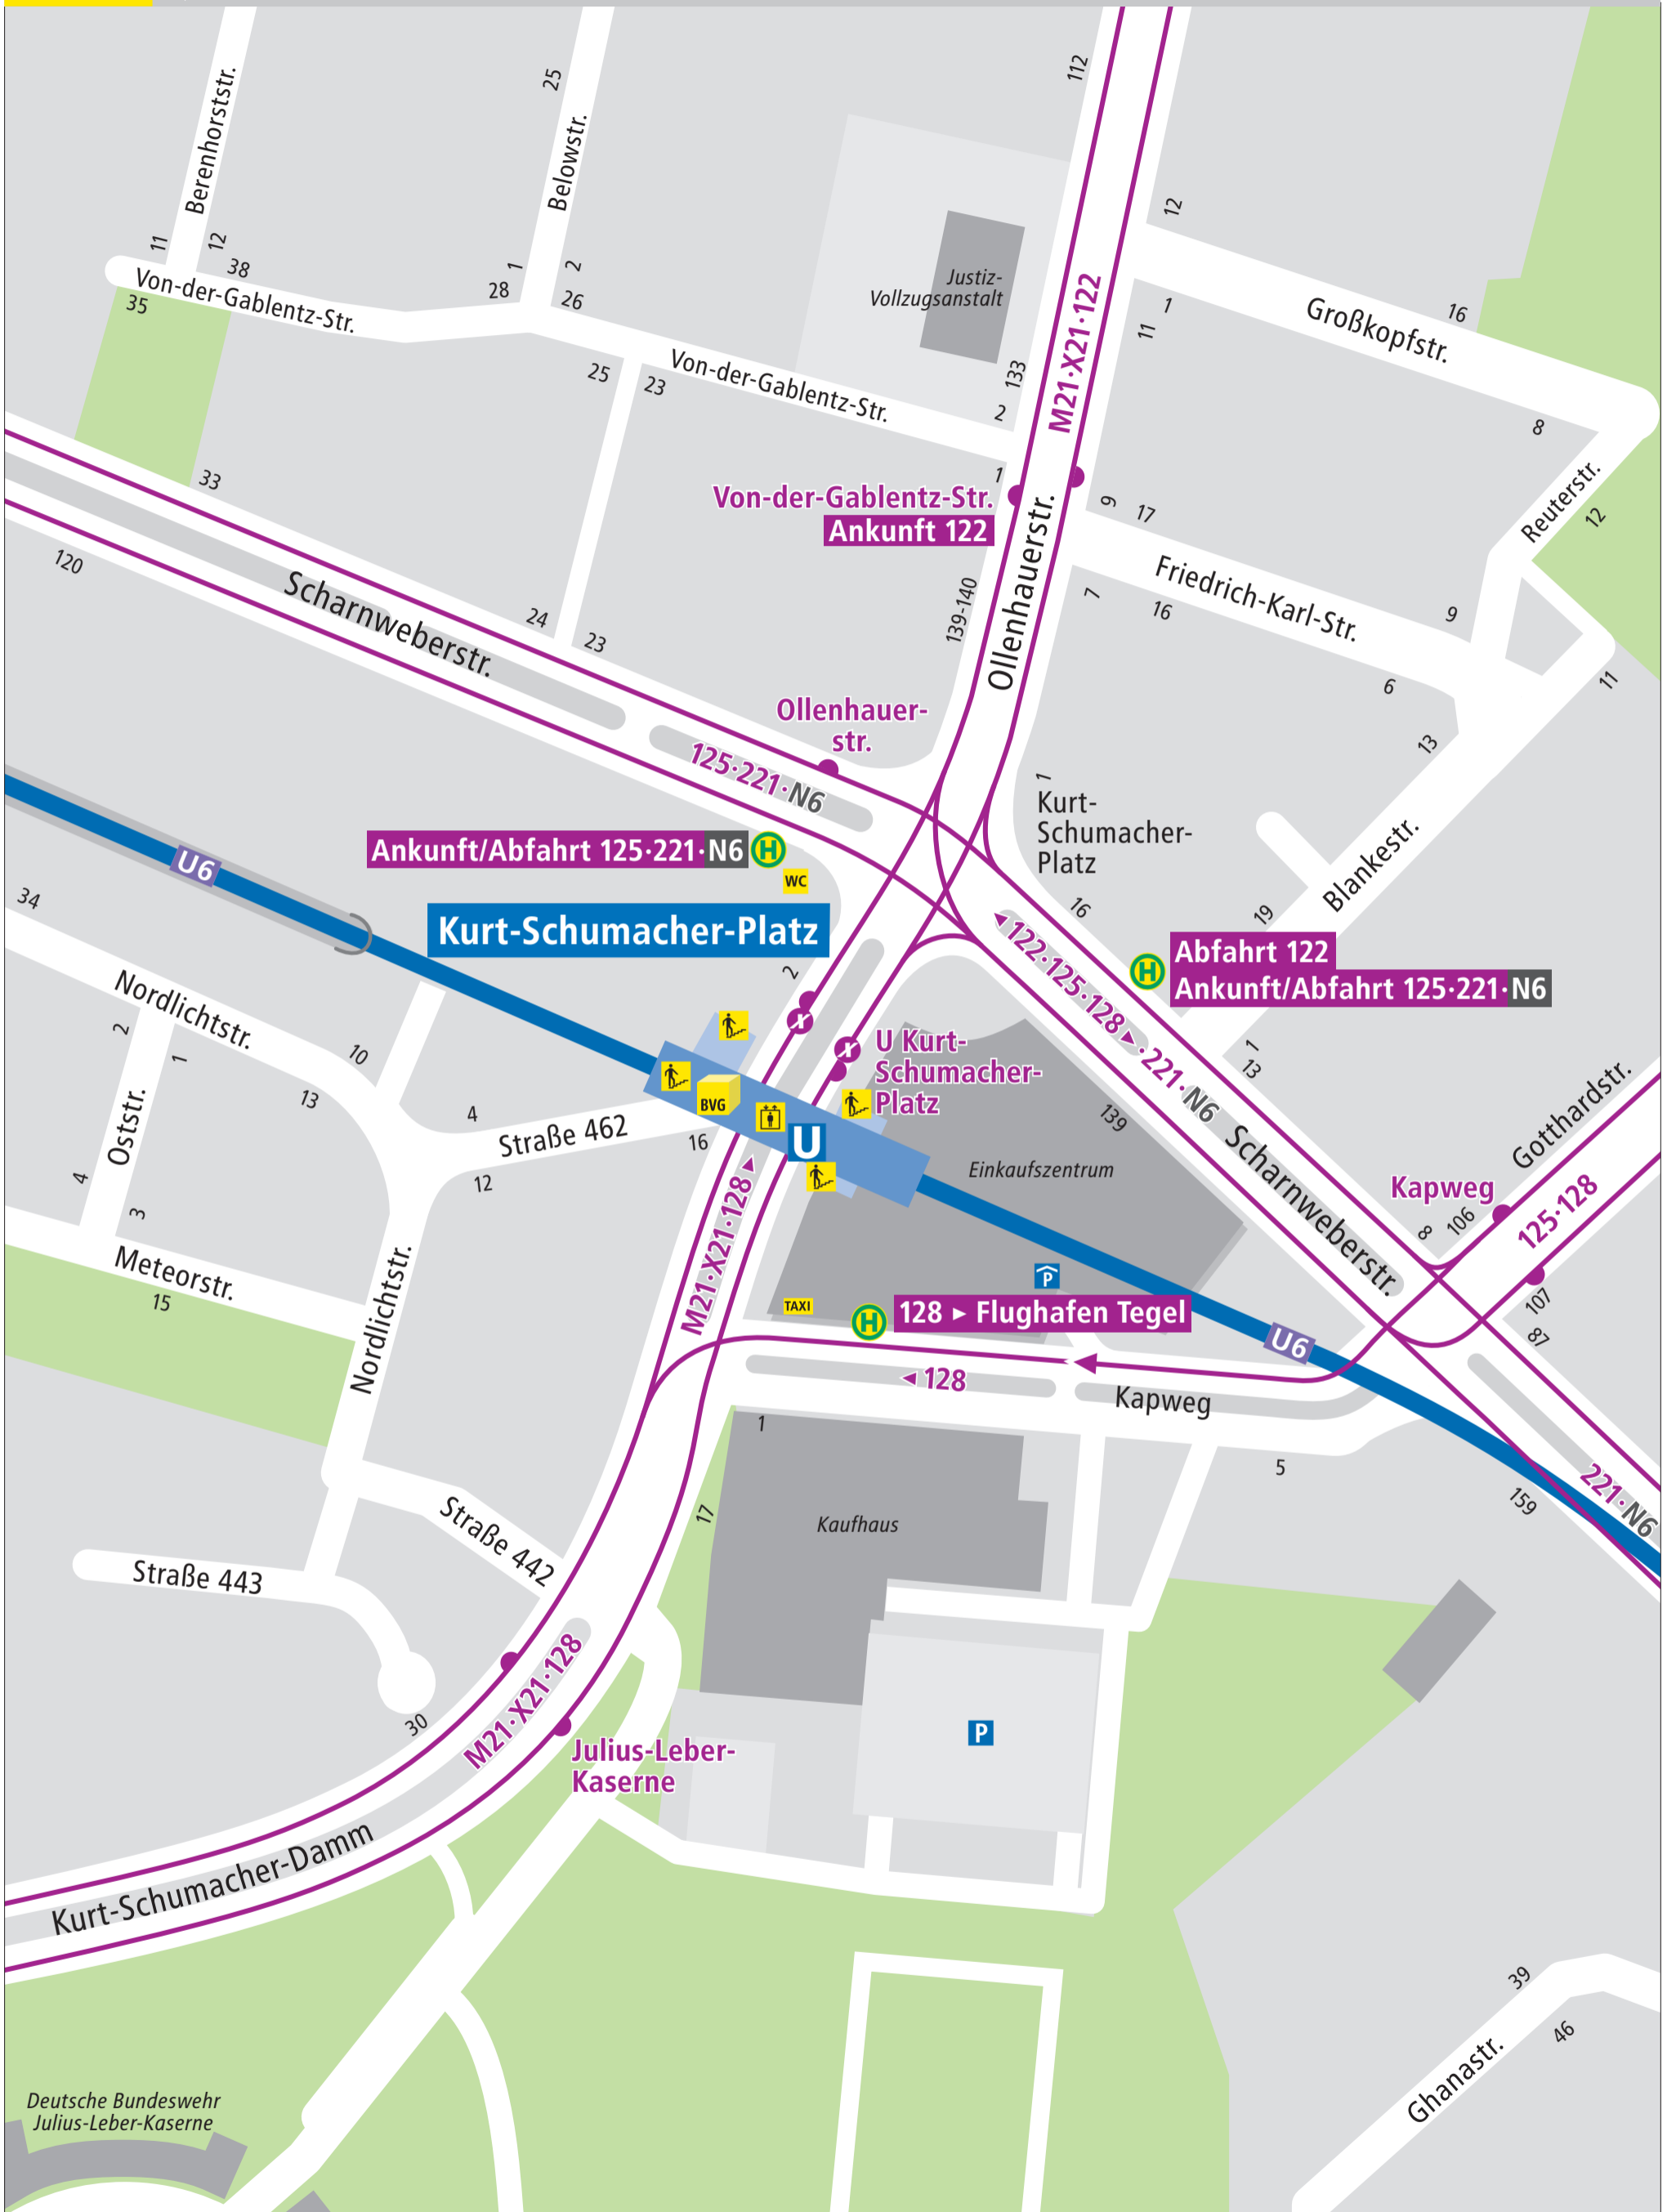 112
25
Berenhorststr.
Belowstr.
12
11
12
38
1
2
28
26
Justiz-
Vollzugsanstalt
M21·X21·122
1
11
Großkopfstr.
16
Von-der-Gablentz-Str.
35
25
23
Von-der-Gablentz-Str.
133
2
8
1
Von-der-Gablentz-Str.
Ankunft 122
9
17
Reuterstr.
12
33
120
Scharnweberstr.
24
23
139-140
Ollenhauerstr.
7
16
Friedrich-Karl-Str.
9
6
11
13
Ollenhauer-
str.
125·221·N6
1
Kurt-
Schumacher-
Platz
Blankestr.
19
16
Ankunft/Abfahrt 125·221·N6
H
WC
U6
Kurt-Schumacher-Platz
34
Nordlichtstr.
2
◄122·125·128►·221·N6
H
Abfahrt 122
Ankunft/Abfahrt 125·221·N6
X
X
U Kurt-
Schumacher-
Platz
2
1
10
13
Oststr.
4
3
4
Straße 462
12
16
BVG
U
139
1
13
Einkaufszentrum
Scharnweberstr.
Gotthardstr.
Kapweg
8
106
125·128
107
87
Meteorstr.
15
Nordlichtstr.
M21·X21·128►
P
TAXI
H
128 ► Flughafen Tegel
U6
◄128
Kapweg
1
5
159
221·N6
17
Kaufhaus
Straße 442
Straße 443
30
M21·X21·128
P
Julius-Leber-
Kaserne
Kurt-Schumacher-Damm
39
46
Ghanastr.
Deutsche Bundeswehr
Julius-Leber-Kaserne